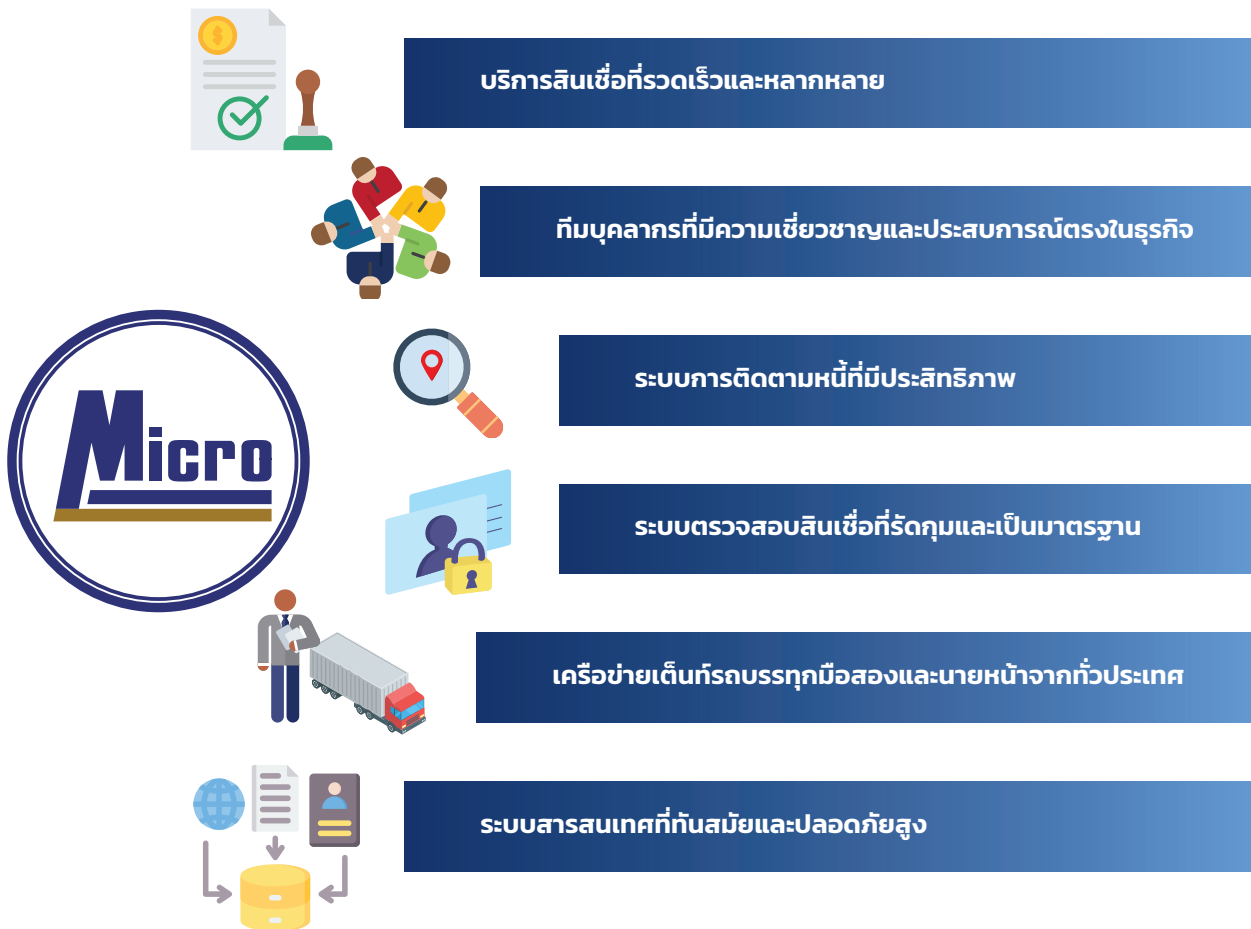 บริการสินเชื่อที่รวดเร็วและหลากหลาย
ทีมบุคลากรที่มีความเชี่ยวชาญและประสบการณ์ตรงในธุรกิจ
ระบบการติดตามหนี้ที่มีประสิทธิภาพ
Micro
ระบบตรวจสอบสินเชื่อที่รัดกุมและเป็นมาตรฐาน
เครือข่ายเต็นท์รถบรรทุกมือสองและนายหน้าจากทั่วประเทศ
ระบบสารสนเทศที่ทันสมัยและปลอดภัยสูง